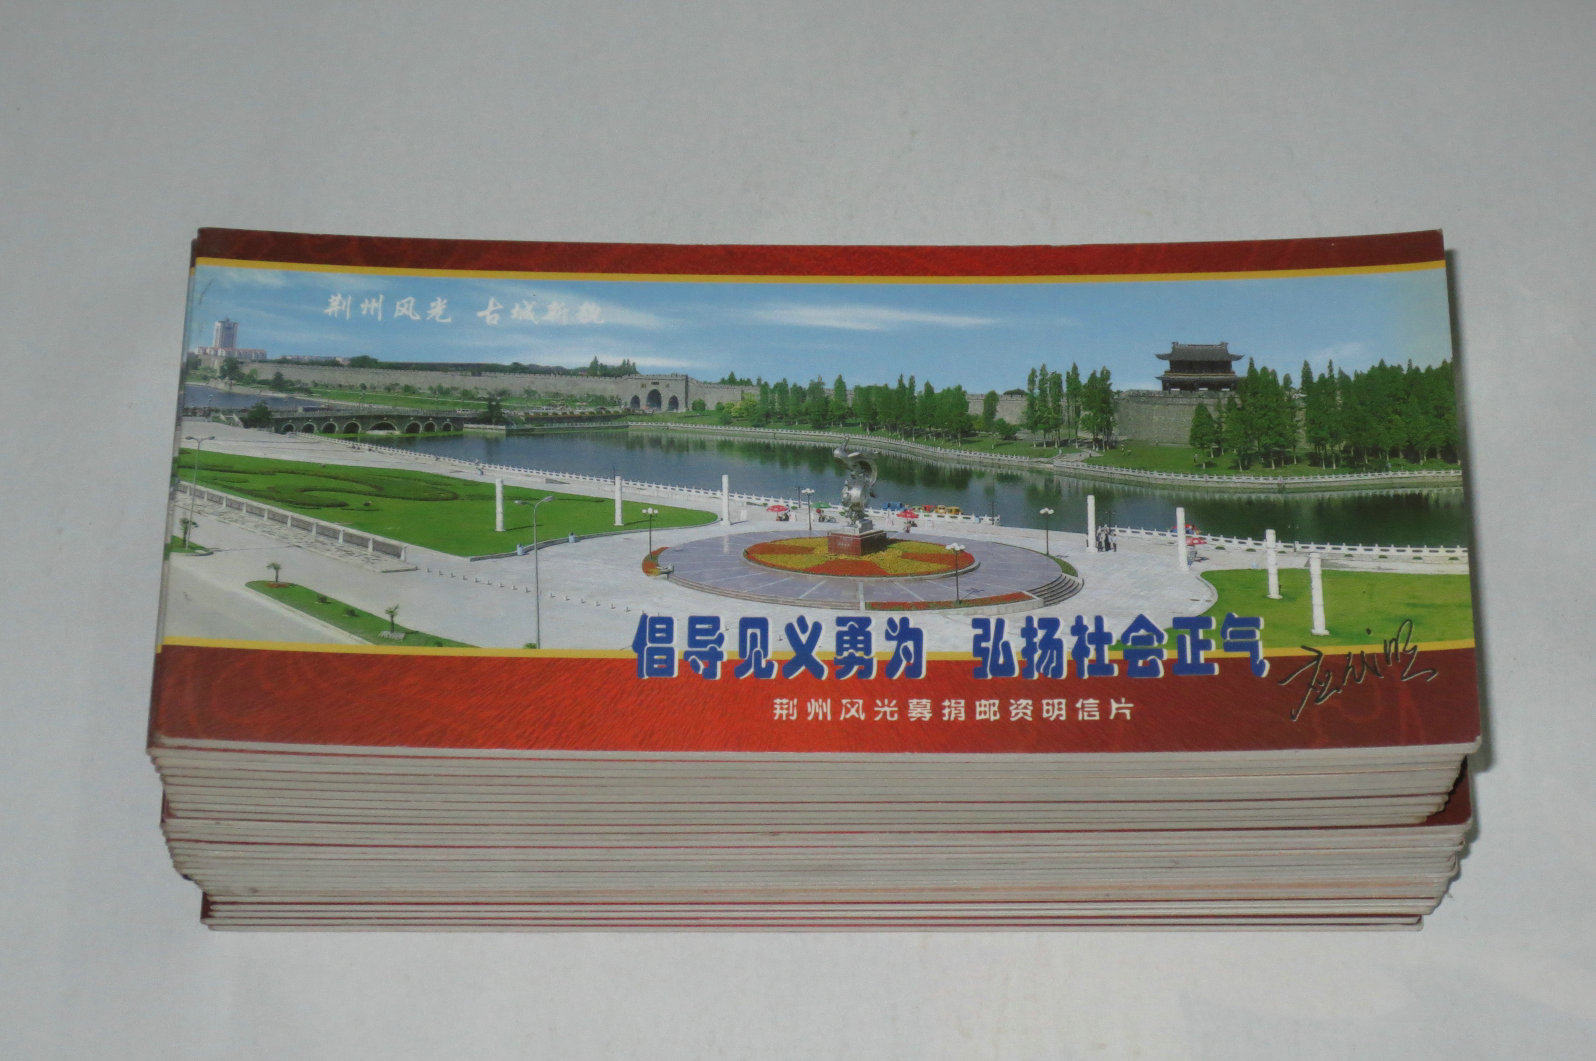 荆州风光 古城新貌
倡导见义勇为 弘扬社会正气
荆州风光募捐邮资明信片